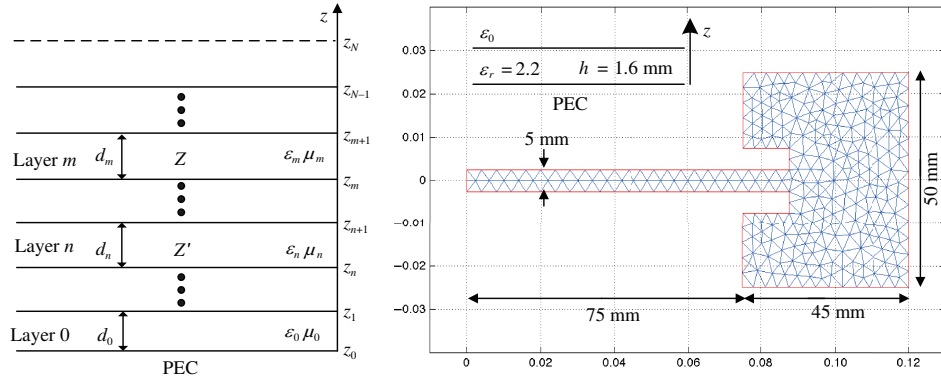 z
z_N
z_{N−1}
z_{m+1}
Layer m
d_m
Z
ε_m μ_m
z_m
z_{n+1}
Layer n
d_n
Z′
ε_n μ_n
z_n
z_1
Layer 0
d_0
ε_0 μ_0
z_0
PEC
0.03
0.02
0.01
0
−0.01
−0.02
−0.03
ε_0
z
ε_r = 2.2 h = 1.6 mm
PEC
5 mm
50 mm
75 mm
45 mm
0 0.02 0.04 0.06 0.08 0.10 0.12